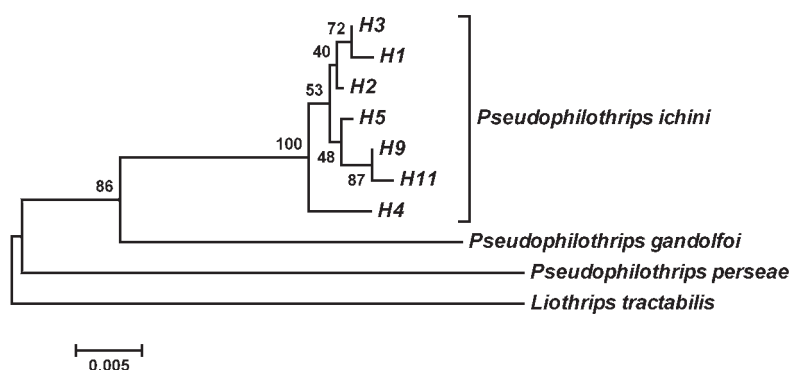 72
H3
40
H1
H2
53
H5
Pseudophilothrips ichini
100
H9
48
87
H11
86
H4
Pseudophilothrips gandolfoi
Pseudophilothrips perseae
Liothrips tractabilis
0.005